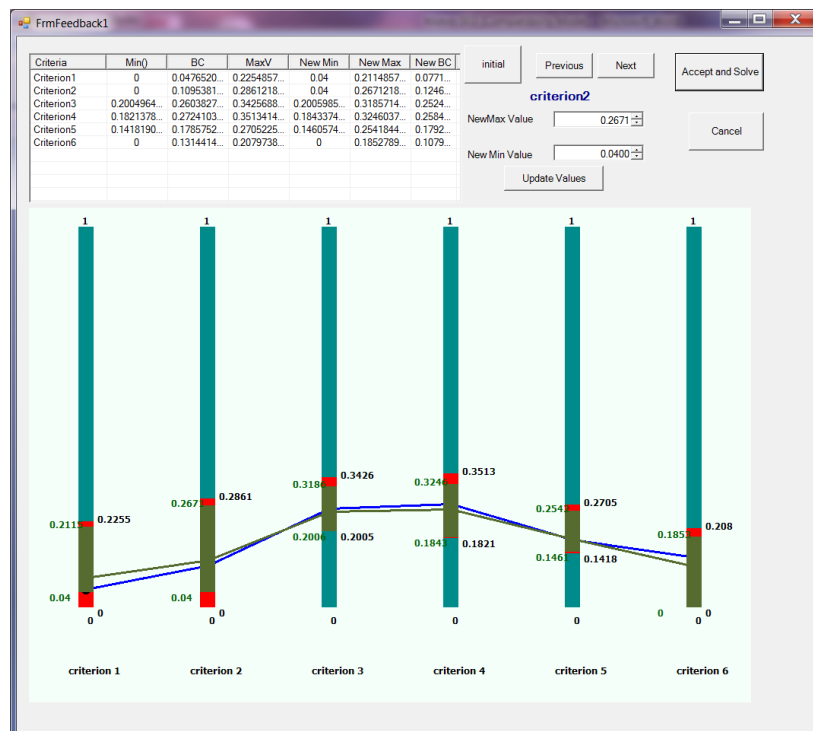 FrmFeedback1
Criteria Min() BC MaxV New Min New Max New BC
Criterion1 0 0.0476520... 0.2254857... 0.04 0.2114857... 0.0771...
Criterion2 0 0.1095381... 0.2861218... 0.04 0.2671218... 0.1246...
Criterion3 0.2004964... 0.2603827... 0.3425688... 0.2005985... 0.3185714... 0.2524...
Criterion4 0.1821378... 0.2724103... 0.3513414... 0.1843374... 0.3246037... 0.2584...
Criterion5 0.1418190... 0.1785752... 0.2705225... 0.1460574... 0.2541844... 0.1792...
Criterion6 0 0.1314414... 0.2079738... 0 0.1852789... 0.1079...
initial Previous Next Accept and Solve
criterion2
NewMax Value 0.2671
Cancel
New Min Value 0.0400
Update Values
1 1 1 1 1 1
0.3246 0.3513
0.3186 0.3426
0.2671 0.2861
0.2542 0.2705
0.2115 0.2255
0.1853 0.208
0.2006 0.2005
0.1843 0.1821
0.1461 0.1418
0.04 0 0.04 0 0 0
0 0 0 0 0 0
criterion 1 criterion 2 criterion 3 criterion 4 criterion 5 criterion 6